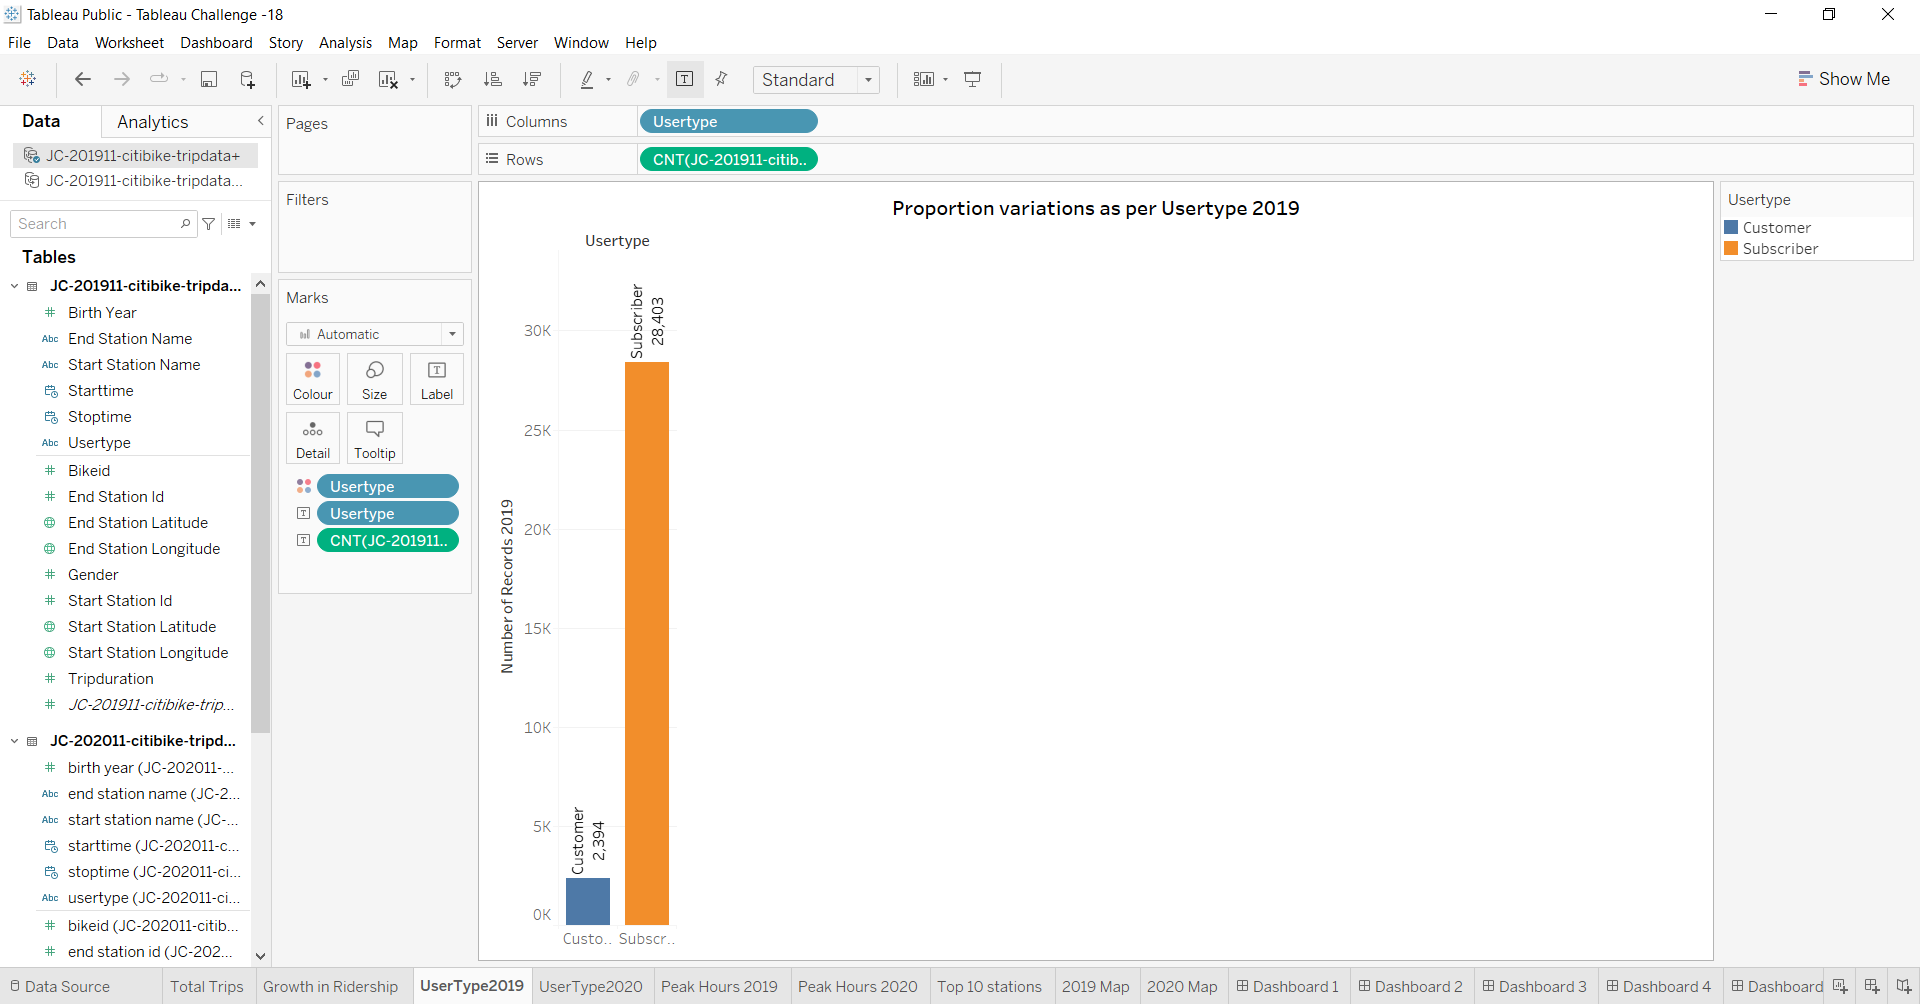 Tableau Public - Tableau Challenge -18
File Data Worksheet Dashboard Story Analysis Map Format Server Window Help
Standard
Show Me
Data Analytics
JC-201911-citibike-tripdata+
JC-201911-citibike-tripdata...
Search
Tables
JC-201911-citibike-tripda...
# Birth Year
Abc End Station Name
Abc Start Station Name
Starttime
Stoptime
Abc Usertype
# Bikeid
# End Station Id
End Station Latitude
End Station Longitude
# Gender
# Start Station Id
Start Station Latitude
Start Station Longitude
# Tripduration
# JC-201911-citibike-trip...
JC-202011-citibike-tripd...
# birth year (JC-202011-...
Abc end station name (JC-2...
Abc start station name (JC-...
starttime (JC-202011-c...
stoptime (JC-202011-ci...
Abc usertype (JC-202011-ci...
# bikeid (JC-202011-citib...
# end station id (JC-202...
Pages
Filters
Marks
Automatic
Colour Size T Label
Detail Tooltip
Usertype
T Usertype
T CNT(JC-201911..
Columns Usertype
Rows CNT(JC-201911-citib..
Proportion variations as per Usertype 2019
Usertype
Number of Records 2019
30K
25K
20K
15K
10K
5K
0K
Customer
2,394
Subscriber
28,403
Custo.. Subscr..
Usertype
Customer
Subscriber
Data Source Total Trips Growth in Ridership UserType2019 UserType2020 Peak Hours 2019 Peak Hours 2020 Top 10 stations 2019 Map 2020 Map Dashboard 1 Dashboard 2 Dashboard 3 Dashboard 4 Dashboard